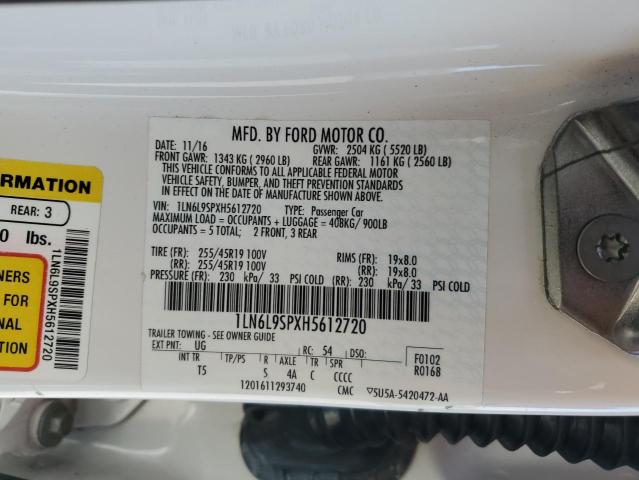 MFD. BY FORD MOTOR CO.
DATE: 11/16 GVWR: 2504 KG ( 5520 LB)
FRONT GAWR: 1343 KG ( 2960 LB) REAR GAWR: 1161 KG ( 2560 LB)
THIS VEHICLE CONFORMS TO ALL APPLICABLE FEDERAL MOTOR
VEHICLE SAFETY, BUMPER, AND THEFT PREVENTION STANDARDS
IN EFFECT ON THE DATE OF MANUFACTURE SHOWN ABOVE.
VIN: 1LN6L9SPXH5612720 TYPE: Passenger Car
MAXIMUM LOAD = OCCUPANTS + LUGGAGE = 408KG/ 900LB
OCCUPANTS = 5 TOTAL; 2 FRONT, 3 REAR
TIRE (FR): 255/45R19 100V RIMS (FR): 19x8.0
(RR): 255/45R19 100V (RR): 19x8.0
PRESSURE (FR): 230 kPa/ 33 PSI COLD (RR): 230 kPa/ 33 PSI COLD
1LN6L9SPXH5612720
TRAILER TOWING - SEE OWNER GUIDE
EXT PNT: UG RC: 54 DSO: F0102
R0168
INT TR TP/PS R AXLE TR SPR
T5 5 4A C CCCC
1201611293740 CMC 5U5A-5420472-AA
ORMATION
REAR: 3
0 lbs.
NERS
FOR
NAL
TION
1LN6L9SPXH5612720